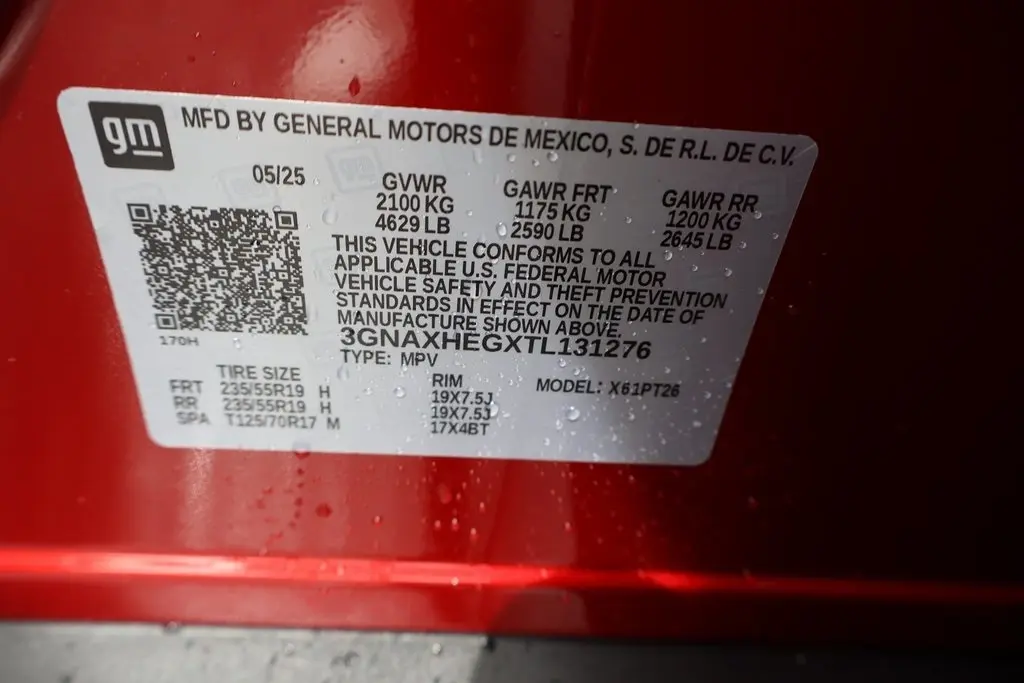 gm
MFD BY GENERAL MOTORS DE MEXICO, S. DE R.L. DE C.V.
05/25 GVWR GAWR FRT GAWR RR
2100 KG 1175 KG 1200 KG
4629 LB 2590 LB 2645 LB
THIS VEHICLE CONFORMS TO ALL
APPLICABLE U.S. FEDERAL MOTOR
VEHICLE SAFETY AND THEFT PREVENTION
STANDARDS IN EFFECT ON THE DATE OF
MANUFACTURE SHOWN ABOVE.
170H
3GNAXHEGXTL131276
TYPE: MPV
TIRE SIZE RIM MODEL: X61PT26
FRT 235/55R19 H 19X7.5J
RR 235/55R19 H 19X7.5J
SPA T125/70R17 M 17X4BT